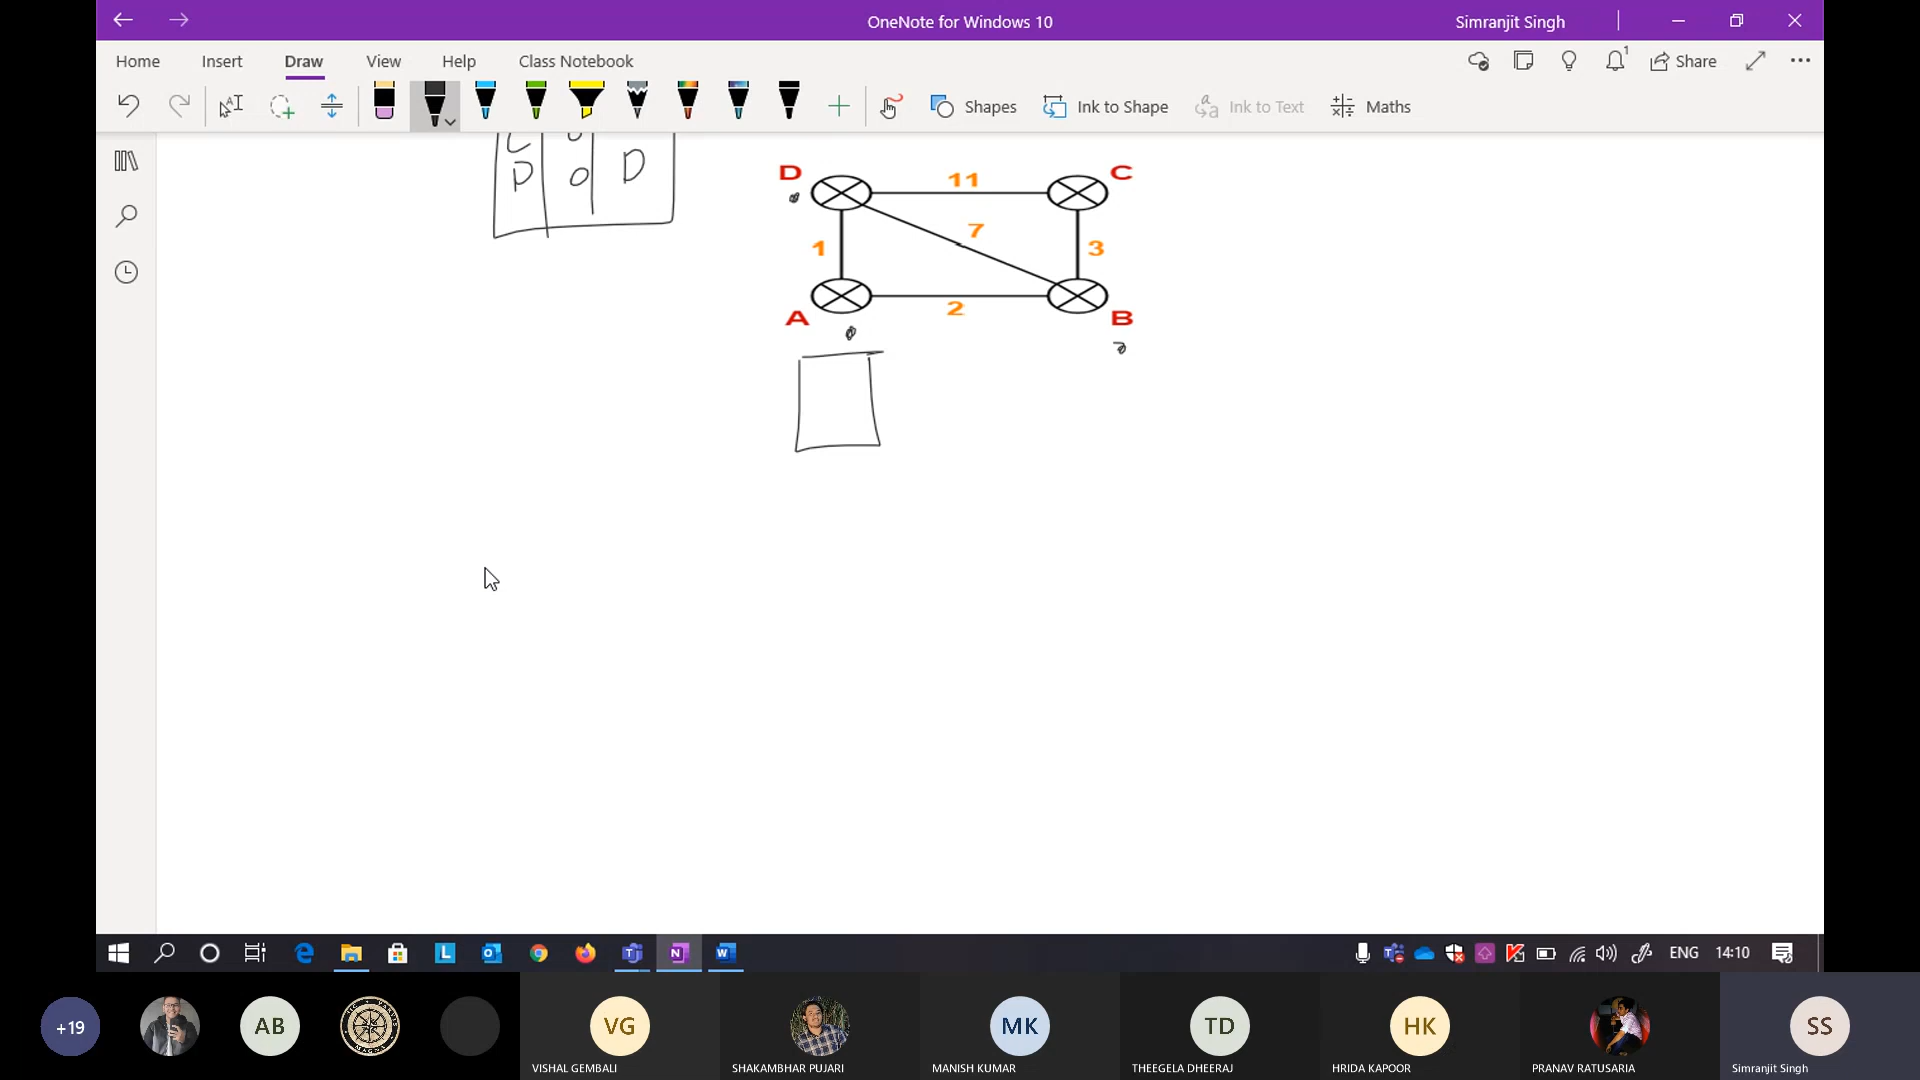 OneNote for Windows 10
Simranjit Singh
Home Insert Draw View Help Class Notebook
1
Share
Shapes
Ink to Shape
Ink to Text
Maths
D O D
D 11 C
7
1 3
A 2 B
ENG 14:10
+19
AB
VG
MK
TD
HK
SS
VISHAL GEMBALI
SHAKAMBHAR PUJARI
MANISH KUMAR
THEEGELA DHEERAJ
HRIDA KAPOOR
PRANAV RATUSARIA
Simranjit Singh